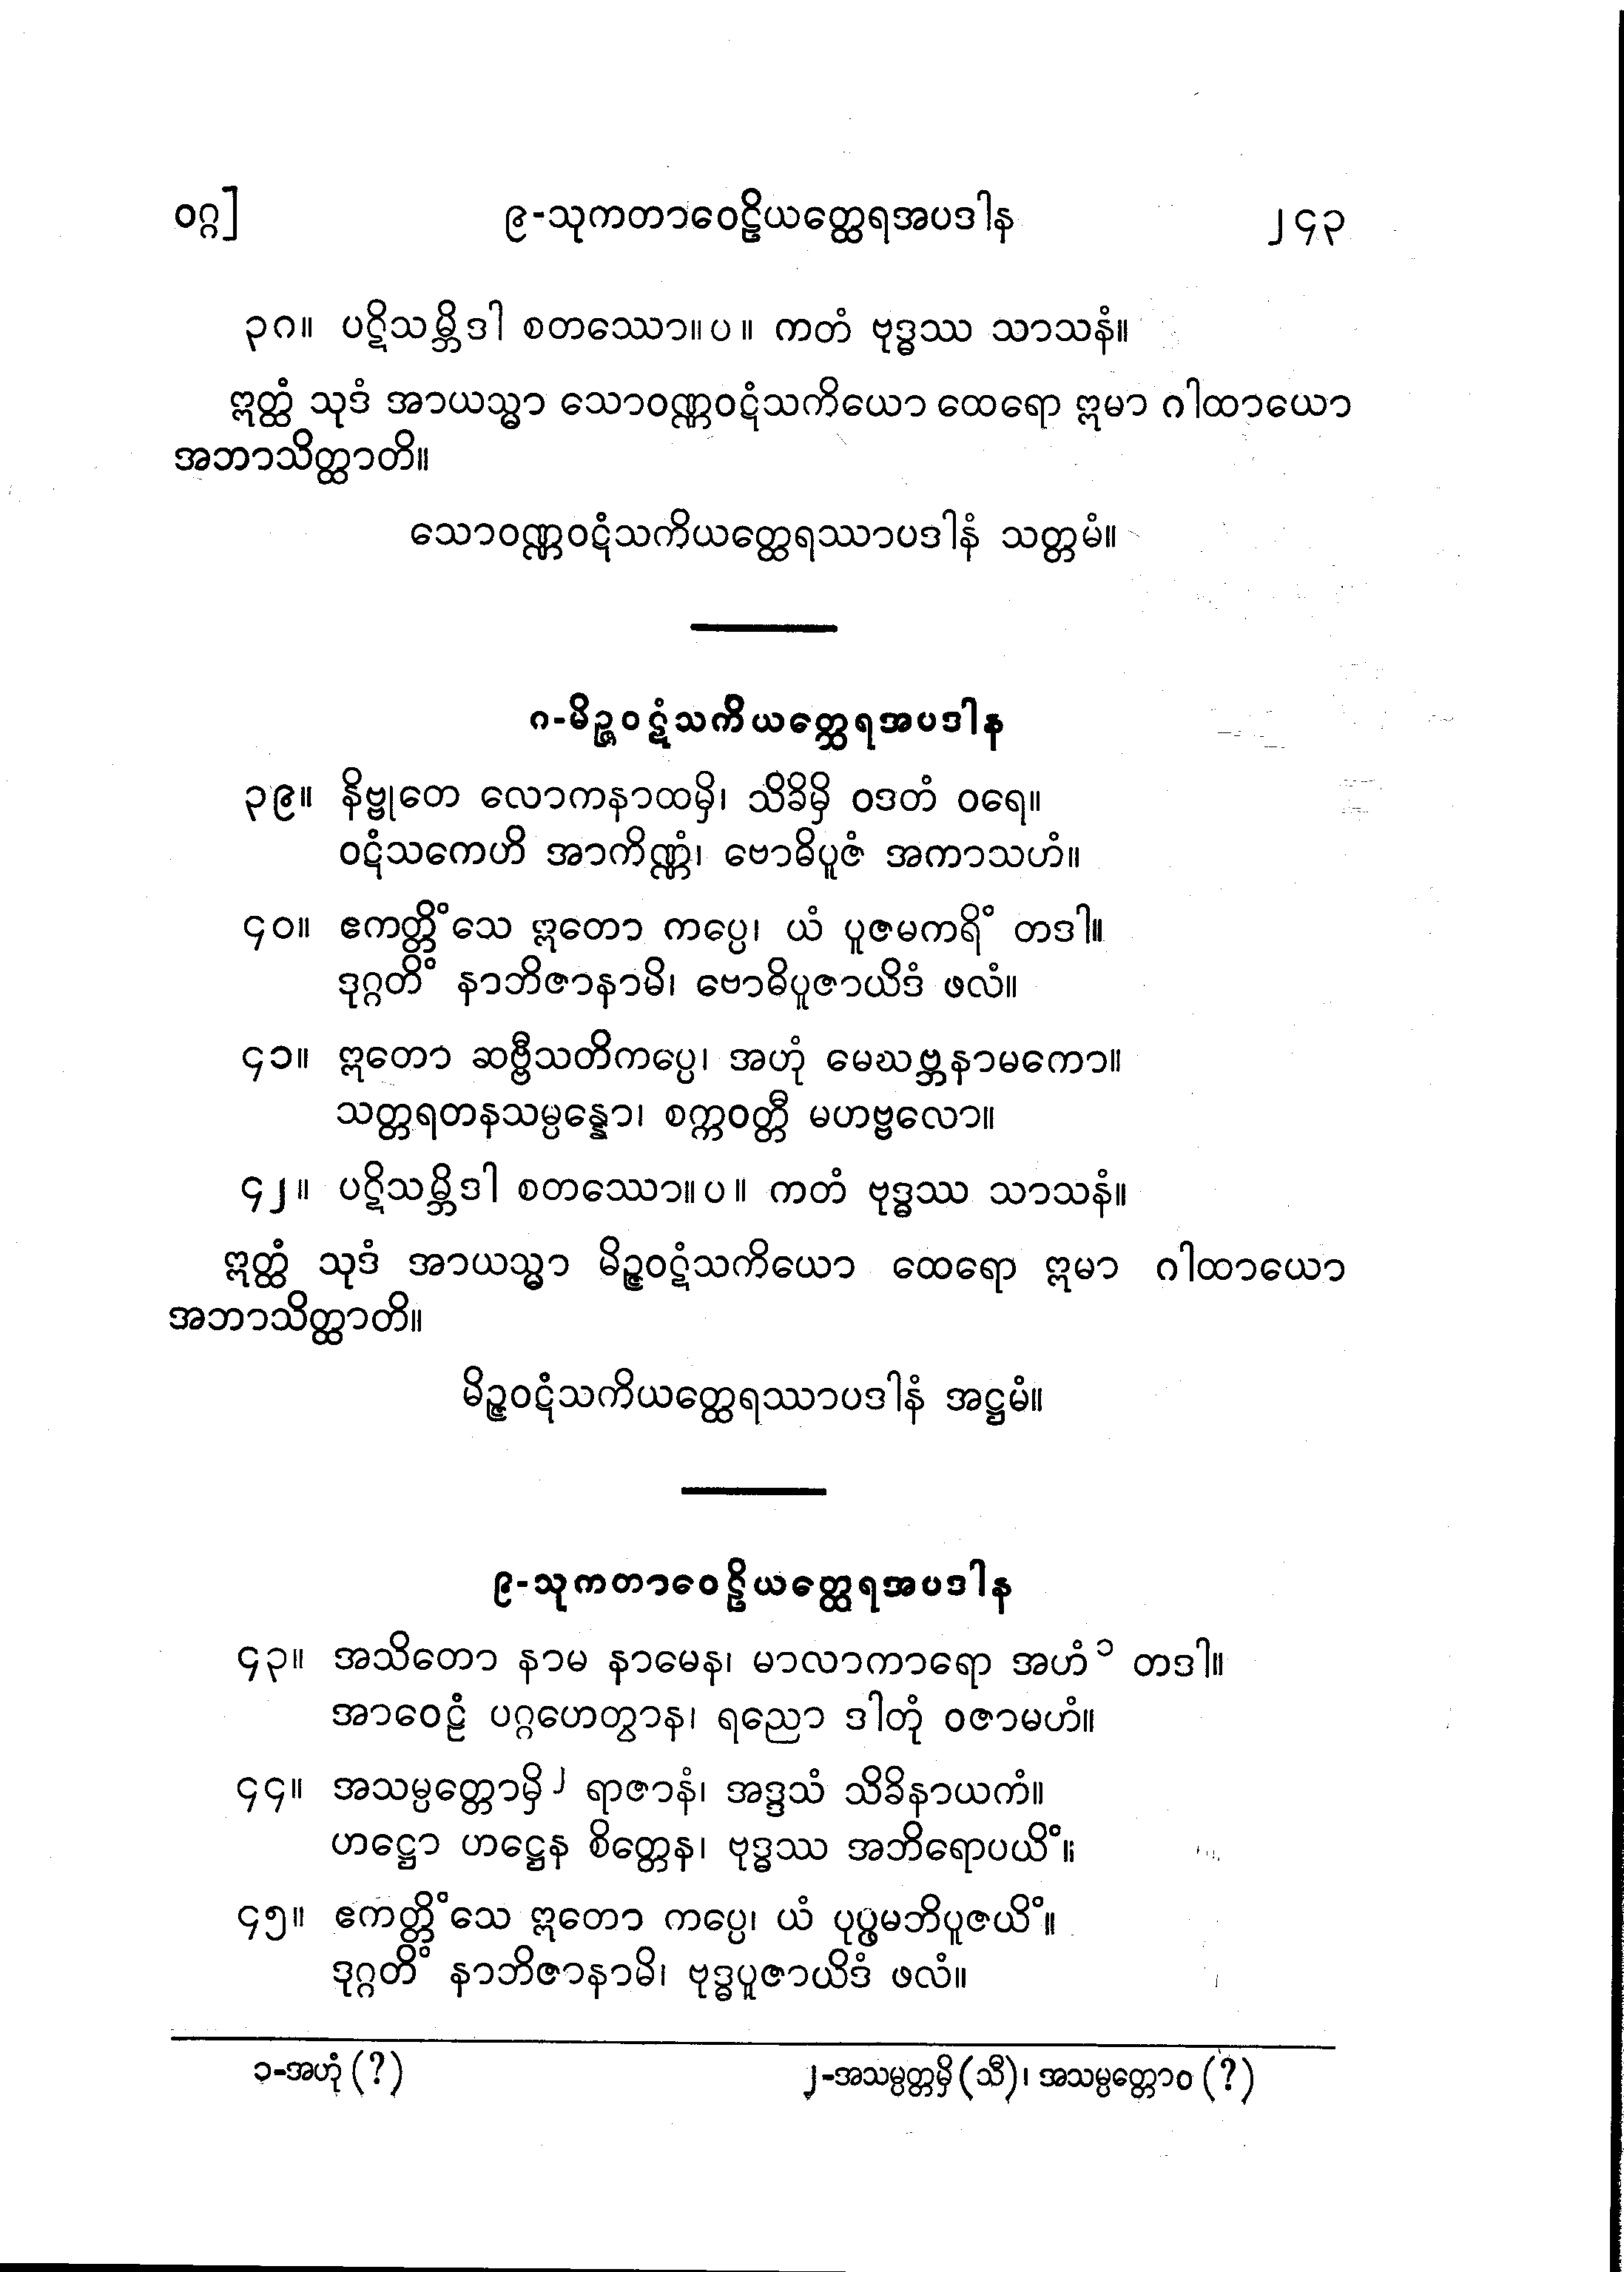 ဝဂ္ဂ] ၉-သုကတာဝေဠိယတ္ထေရအပဒါန ၂၄၃
၃၈။ ပဋိသမ္ဘိဒါ စတဿော။ပ။ ကတံ ဗုဒ္ဓဿ သာသနံ။
ဣတ္ထံ သုဒံ အာယသ္မာ သောဝဏ္ဏဝဋံသကိယော ထေရော ဣမာ ဂါထာယော
အဘာသိတ္ထာတိ။
သောဝဏ္ဏဝဋံသကိယတ္ထေရဿာပဒါနံ သတ္တမံ။
၈-မိဉ္ဇဝဋံသကိယတ္ထေရအပဒါန
၃၉။ နိဗ္ဗုတေ လောကနာထမှိ၊ သိခိမှိ ဝဒတံ ဝရေ။
ဝဋံသကေဟိ အာကိဏ္ဏံ၊ ဗောဓိပူဇံ အကာသဟံ။
၄၀။ ဧကတ္တိံသေ ဣတော ကပ္ပေ၊ ယံ ပူဇမကရိံ တဒါ။
ဒုဂ္ဂတိံ နာဘိဇာနာမိ၊ ဗောဓိပူဇာယိဒံ ဖလံ။
၄၁။ ဣတော ဆဗ္ဗီသတိကပ္ပေ၊ အဟုံ မေဃဗ္ဘနာမကော။
သတ္တရတနသမ္ပန္နော၊ စက္ကဝတ္တီ မဟဗ္ဗလော။
၄၂။ ပဋိသမ္ဘိဒါ စတဿော။ပ။ ကတံ ဗုဒ္ဓဿ သာသနံ။
ဣတ္ထံ သုဒံ အာယသ္မာ မိဉ္ဇဝဋံသကိယော ထေရော ဣမာ ဂါထာယော
အဘာသိတ္ထာတိ။
မိဉ္ဇဝဋံသကိယတ္ထေရဿာပဒါနံ အဋ္ဌမံ။
၉-သုကတာဝေဠိယတ္ထေရအပဒါန
၄၃။ အသိတော နာမ နာမေန၊ မာလာကာရော အဟံ ၁ တဒါ။
အာဝေဠံ ပဂ္ဂဟေတွာန၊ ရညော ဒါတုံ ဝဇာမဟံ။
၄၄။ အသမ္ပတ္တောမှိ ၂ ရာဇာနံ၊ အဒ္ဒသံ သိခိနာယကံ။
ဟဋ္ဌော ဟဋ္ဌေန စိတ္တေန၊ ဗုဒ္ဓဿ အဘိရောပယိံ။
၄၅။ ဧကတ္တိံသေ ဣတော ကပ္ပေ၊ ယံ ပုပ္ဖမဘိပူဇယိံ။
ဒုဂ္ဂတိံ နာဘိဇာနာမိ၊ ဗုဒ္ဓပူဇာယိဒံ ဖလံ။
၁-အဟုံ (?) ၂-အသမ္ပတ္တမှိ (သီ)၊ အသမ္ပတ္တော၀ (?)